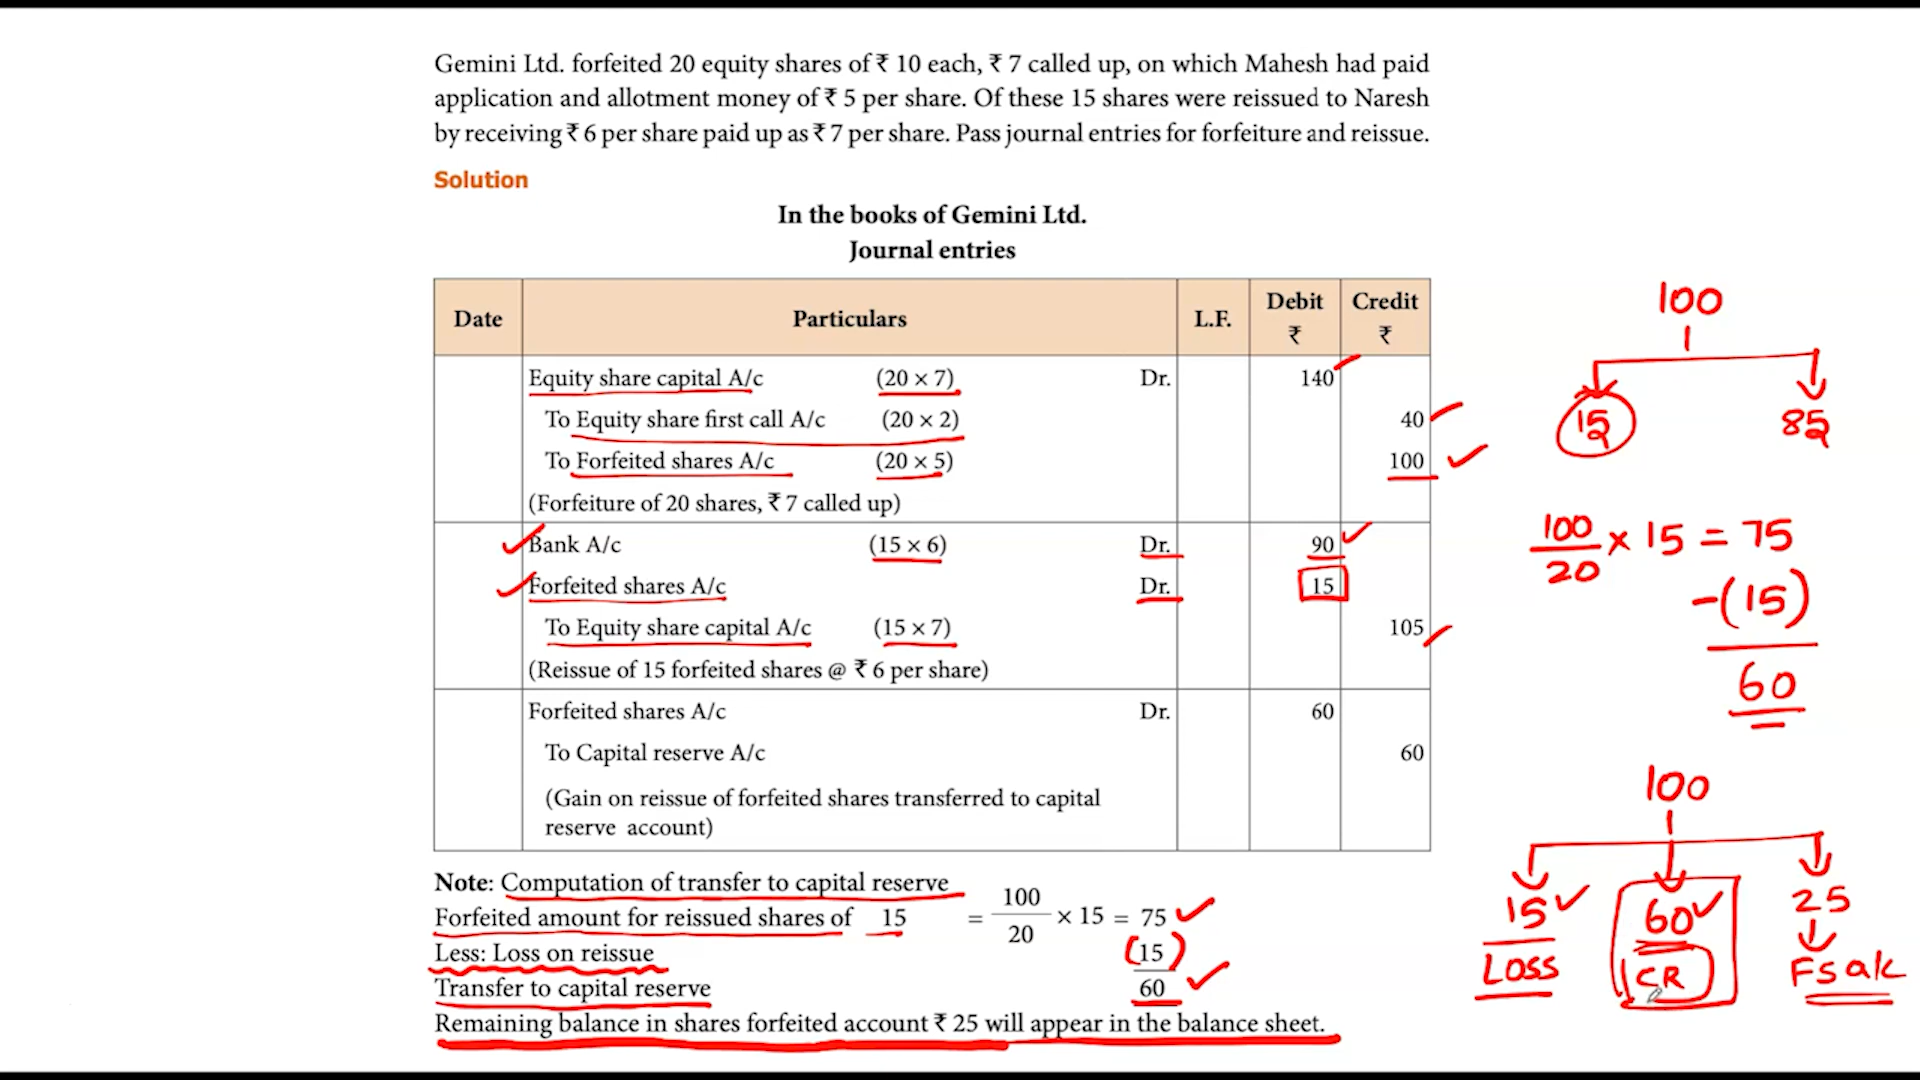 Gemini Ltd. forfeited 20 equity shares of ₹ 10 each, ₹ 7 called up, on which Mahesh had paid
application and allotment money of ₹ 5 per share. Of these 15 shares were reissued to Naresh
by receiving ₹ 6 per share paid up as ₹ 7 per share. Pass journal entries for forfeiture and reissue.
Solution
In the books of Gemini Ltd.
Journal entries
Date Particulars L.F. Debit ₹ Credit ₹
Equity share capital A/c (20 × 7) Dr. 140
To Equity share first call A/c (20 × 2) 40
To Forfeited shares A/c (20 × 5) 100
(Forfeiture of 20 shares, ₹ 7 called up)
Bank A/c (15 × 6) Dr. 90
Forfeited shares A/c Dr. 15
To Equity share capital A/c (15 × 7) 105
(Reissue of 15 forfeited shares @ ₹ 6 per share)
Forfeited shares A/c Dr. 60
To Capital reserve A/c 60
(Gain on reissue of forfeited shares transferred to capital
reserve account)
Note: Computation of transfer to capital reserve
Forfeited amount for reissued shares of 15 = 100/20 × 15 = 75
Less: Loss on reissue (15)
Transfer to capital reserve 60
Remaining balance in shares forfeited account ₹ 25 will appear in the balance sheet.
100
15 85
100/20 × 15 = 75
-(15)
60
100
15 60 25
Loss CR FS a/c